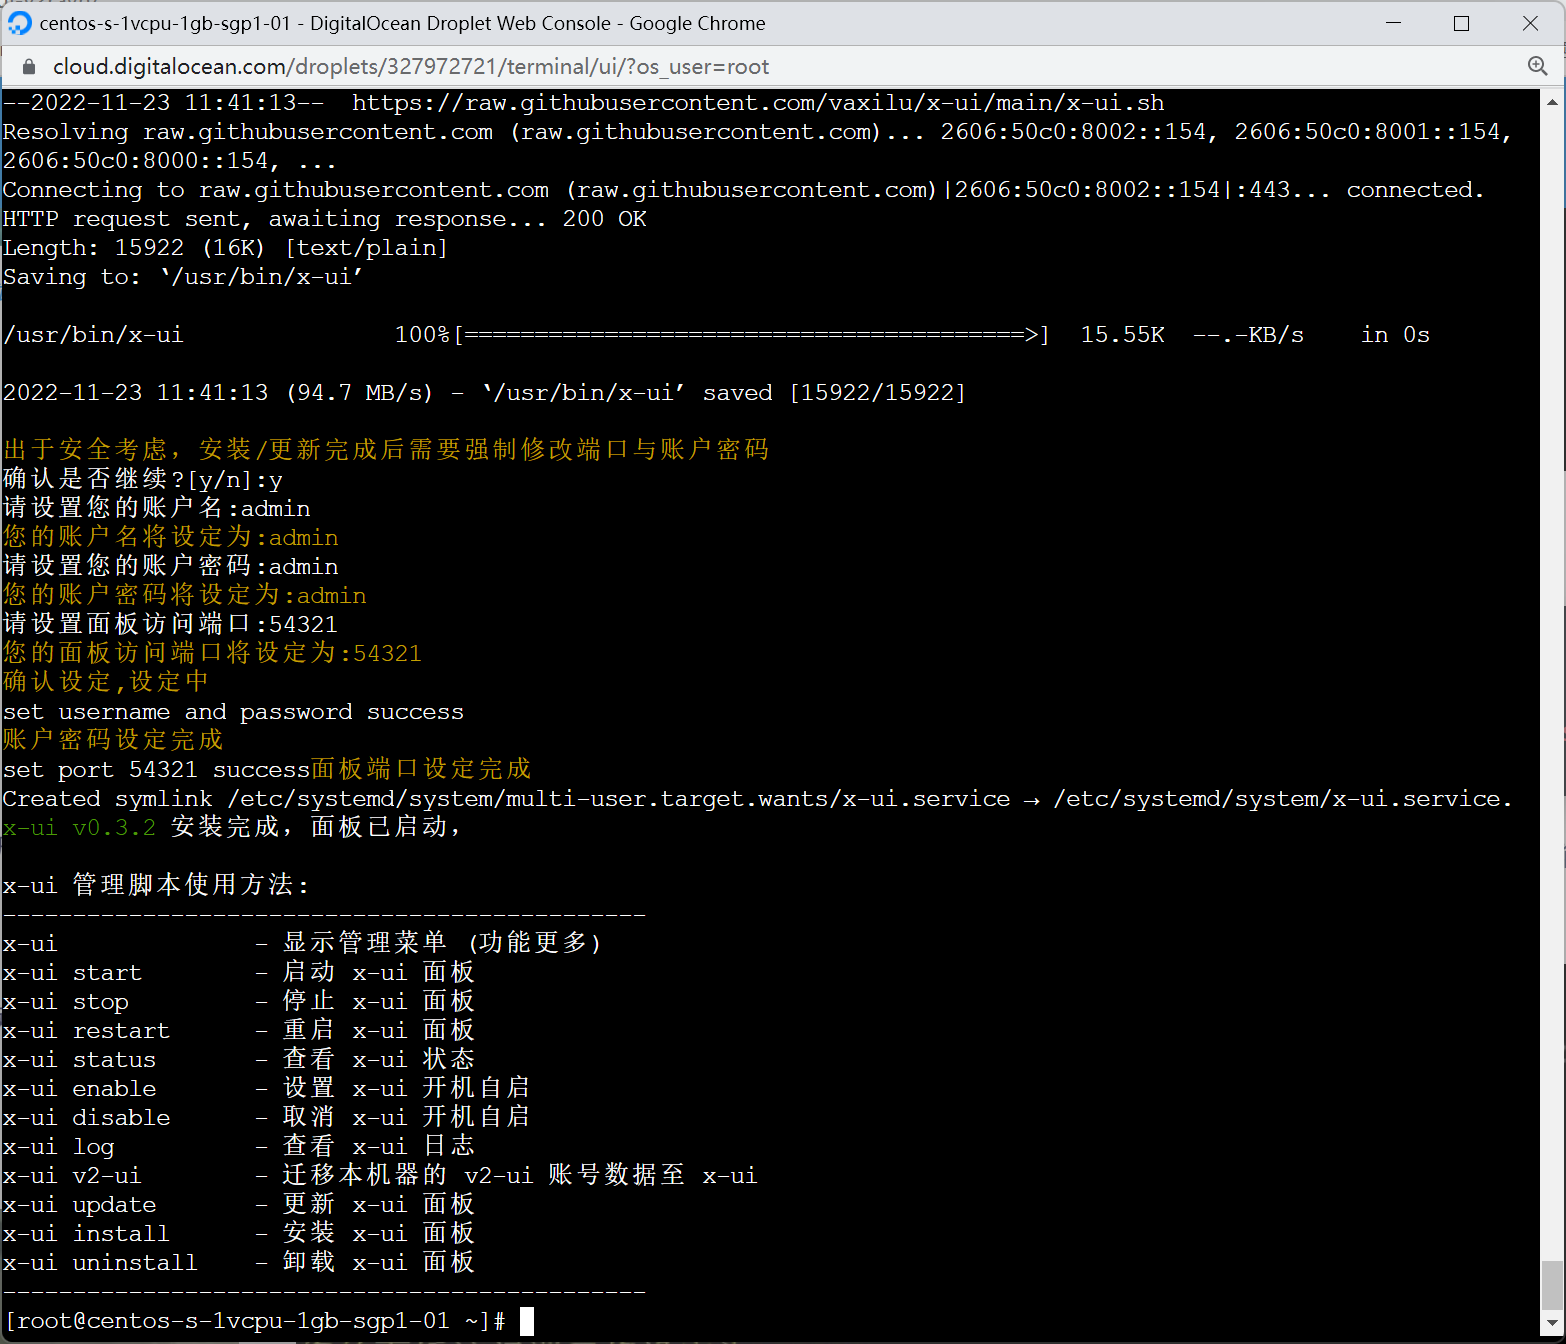 centos-s-1vcpu-1gb-sgp1-01 - DigitalOcean Droplet Web Console - Google Chrome
cloud.digitalocean.com/droplets/327972721/terminal/ui/?os_user=root
--2022-11-23 11:41:13--  https://raw.githubusercontent.com/vaxilu/x-ui/main/x-ui.sh
Resolving raw.githubusercontent.com (raw.githubusercontent.com)... 2606:50c0:8002::154, 2606:50c0:8001::154,
2606:50c0:8000::154, ...
Connecting to raw.githubusercontent.com (raw.githubusercontent.com)|2606:50c0:8002::154|:443... connected.
HTTP request sent, awaiting response... 200 OK
Length: 15922 (16K) [text/plain]
Saving to: ‘/usr/bin/x-ui’
/usr/bin/x-ui               100%[========================================>]  15.55K  --.-KB/s    in 0s
2022-11-23 11:41:13 (94.7 MB/s) - ‘/usr/bin/x-ui’ saved [15922/15922]
出于安全考虑，安装/更新完成后需要强制修改端口与账户密码
确认是否继续?[y/n]:y
请设置您的账户名:admin
您的账户名将设定为:admin
请设置您的账户密码:admin
您的账户密码将设定为:admin
请设置面板访问端口:54321
您的面板访问端口将设定为:54321
确认设定,设定中
set username and password success
账户密码设定完成
set port 54321 success面板端口设定完成
Created symlink /etc/systemd/system/multi-user.target.wants/x-ui.service → /etc/systemd/system/x-ui.service.
x-ui v0.3.2 安装完成，面板已启动，
x-ui 管理脚本使用方法:
----------------------------------------------
x-ui              - 显示管理菜单 (功能更多)
x-ui start        - 启动 x-ui 面板
x-ui stop         - 停止 x-ui 面板
x-ui restart      - 重启 x-ui 面板
x-ui status       - 查看 x-ui 状态
x-ui enable       - 设置 x-ui 开机自启
x-ui disable      - 取消 x-ui 开机自启
x-ui log          - 查看 x-ui 日志
x-ui v2-ui        - 迁移本机器的 v2-ui 账号数据至 x-ui
x-ui update       - 更新 x-ui 面板
x-ui install      - 安装 x-ui 面板
x-ui uninstall    - 卸载 x-ui 面板
----------------------------------------------
[root@centos-s-1vcpu-1gb-sgp1-01 ~]#